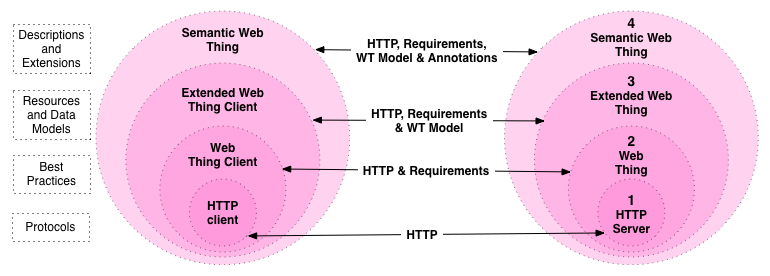 Descriptions
and
Extensions
Semantic Web
Thing
HTTP, Requirements,
WT Model & Annotations
4
Semantic Web
Thing
Resources
and Data
Models
Extended Web
Thing Client
HTTP, Requirements
& WT Model
3
Extended Web
Thing
Best
Practices
Web
Thing Client
HTTP & Requirements
2
Web
Thing
Protocols
HTTP
client
HTTP
1
HTTP
Server